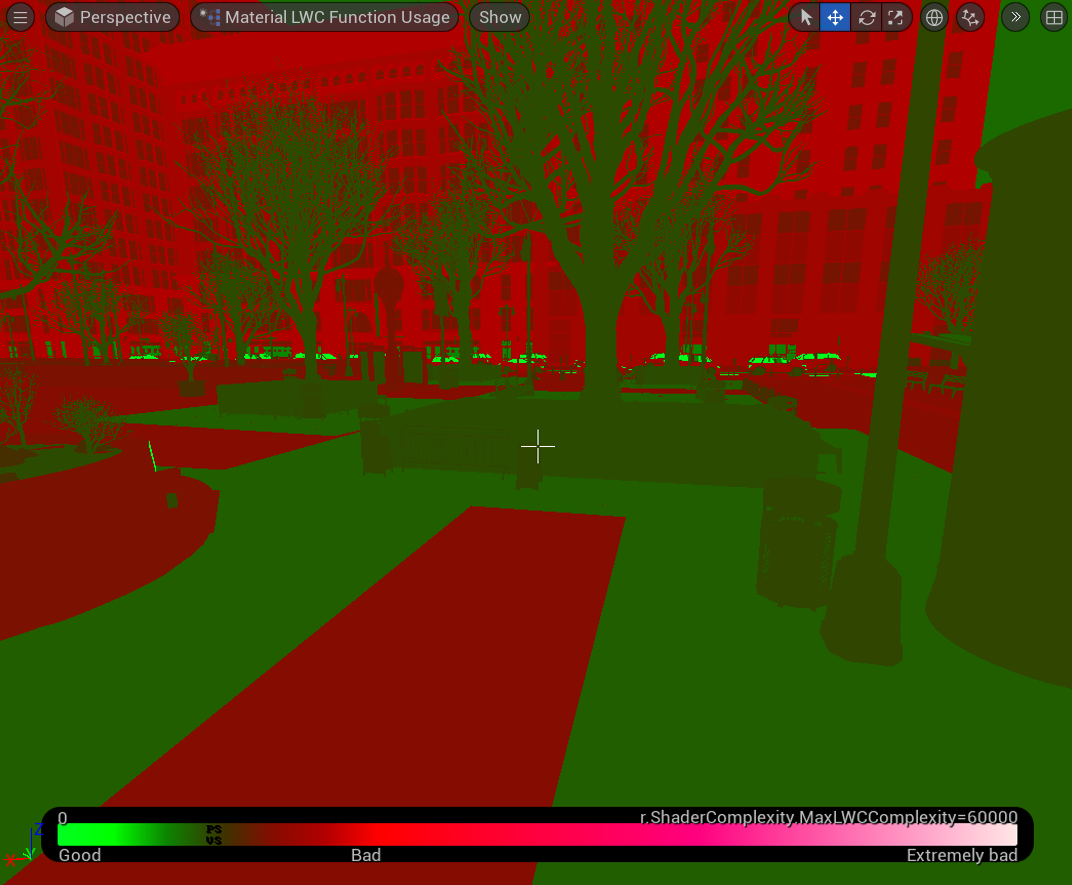 Perspective
Material LWC Function Usage
Show
0
r.ShaderComplexity.MaxLWCComplexity=60000
PS
VS
Good
Bad
Extremely bad
Z
X
Y